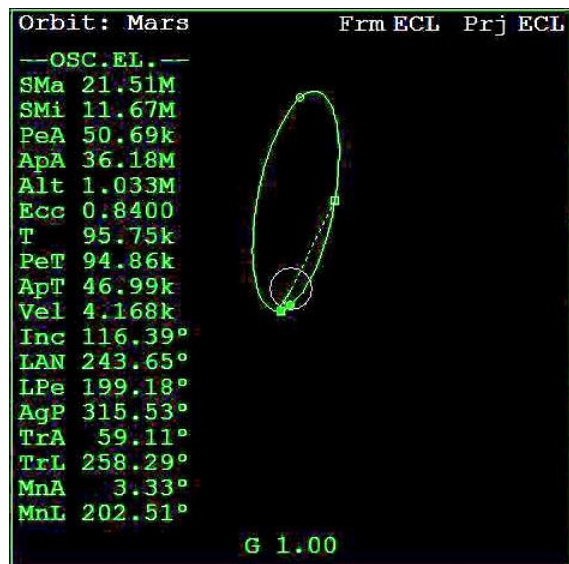 Orbit: Mars Frm ECL Prj ECL
--OSC.EL.--
SMa 21.51M
SMi 11.67M
PeA 50.69k
ApA 36.18M
Alt 1.033M
Ecc 0.8400
T 95.75k
PeT 94.86k
ApT 46.99k
Vel 4.168k
Inc 116.39°
LAN 243.65°
LPe 199.18°
AgP 315.53°
TrA 59.11°
TrL 258.29°
MnA 3.33°
MnL 202.51°
G 1.00